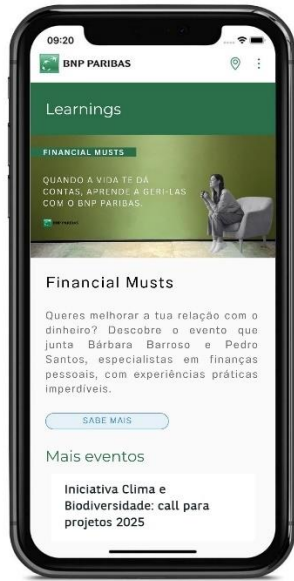 09:20
BNP PARIBAS
Learnings
FINANCIAL MUSTS
QUANDO A VIDA TE DÁ
CONTAS, APRENDE A GERI-LAS
COM O BNP PARIBAS.
BNP PARIBAS
Financial Musts
Queres melhorar a tua relação com o
dinheiro? Descobre o evento que
junta Bárbara Barroso e Pedro
Santos, especialistas em finanças
pessoais, com experiências práticas
imperdíveis.
SABE MAIS
Mais eventos
Iniciativa Clima e
Biodiversidade: call para
projetos 2025